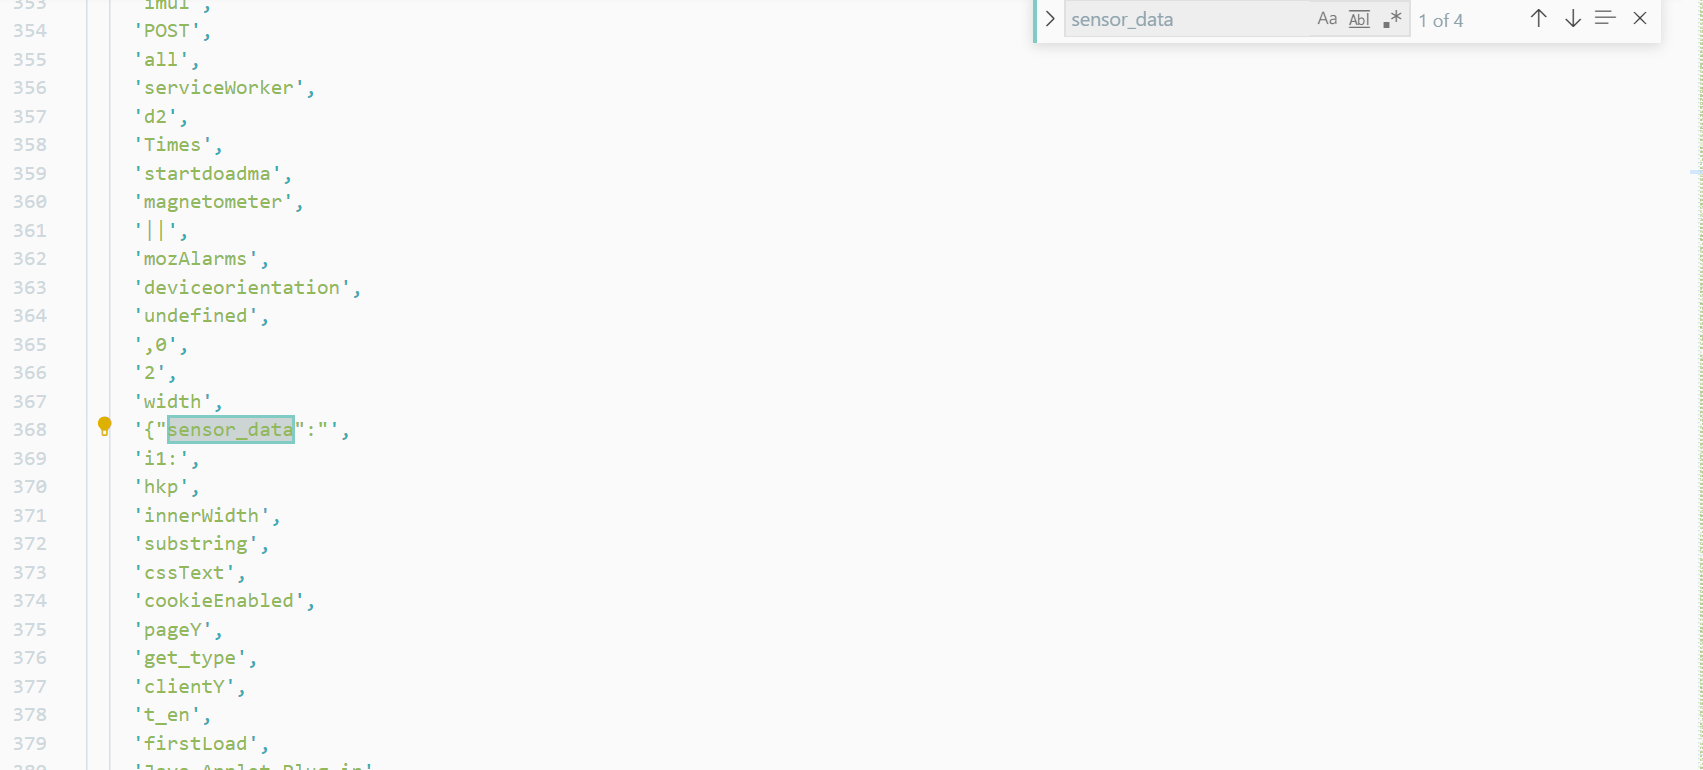 sensor_data Aa Abl .* 1 of 4
353 'imul',
354 'POST',
355 'all',
356 'serviceWorker',
357 'd2',
358 'Times',
359 'startdoadma',
360 'magnetometer',
361 '||',
362 'mozAlarms',
363 'deviceorientation',
364 'undefined',
365 ',0',
366 '2',
367 'width',
368 '{"sensor_data":"',
369 'i1:',
370 'hkp',
371 'innerWidth',
372 'substring',
373 'cssText',
374 'cookieEnabled',
375 'pageY',
376 'get_type',
377 'clientY',
378 't_en',
379 'firstLoad',